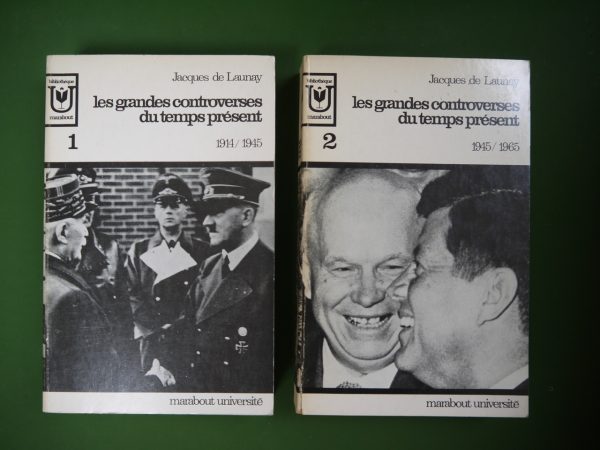 Jacques de Launay
bibliothèque
marabout
les grandes controverses
du temps présent
1
1914/1945
marabout université
Jacques de Launay
bibliothèque
marabout
les grandes controverses
du temps présent
2
1945/1965
marabout université